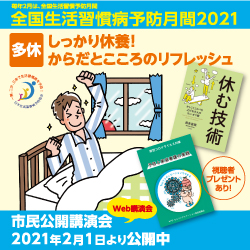 毎年2月は、全国生活習慣病予防月間
全国生活習慣病予防月間2021
多休
しっかり休養!
からだとこころのリフレッシュ
休む技術
視聴者
プレゼント
あり!
Web講演会
市民公開講演会
2021年2月1日より公開中